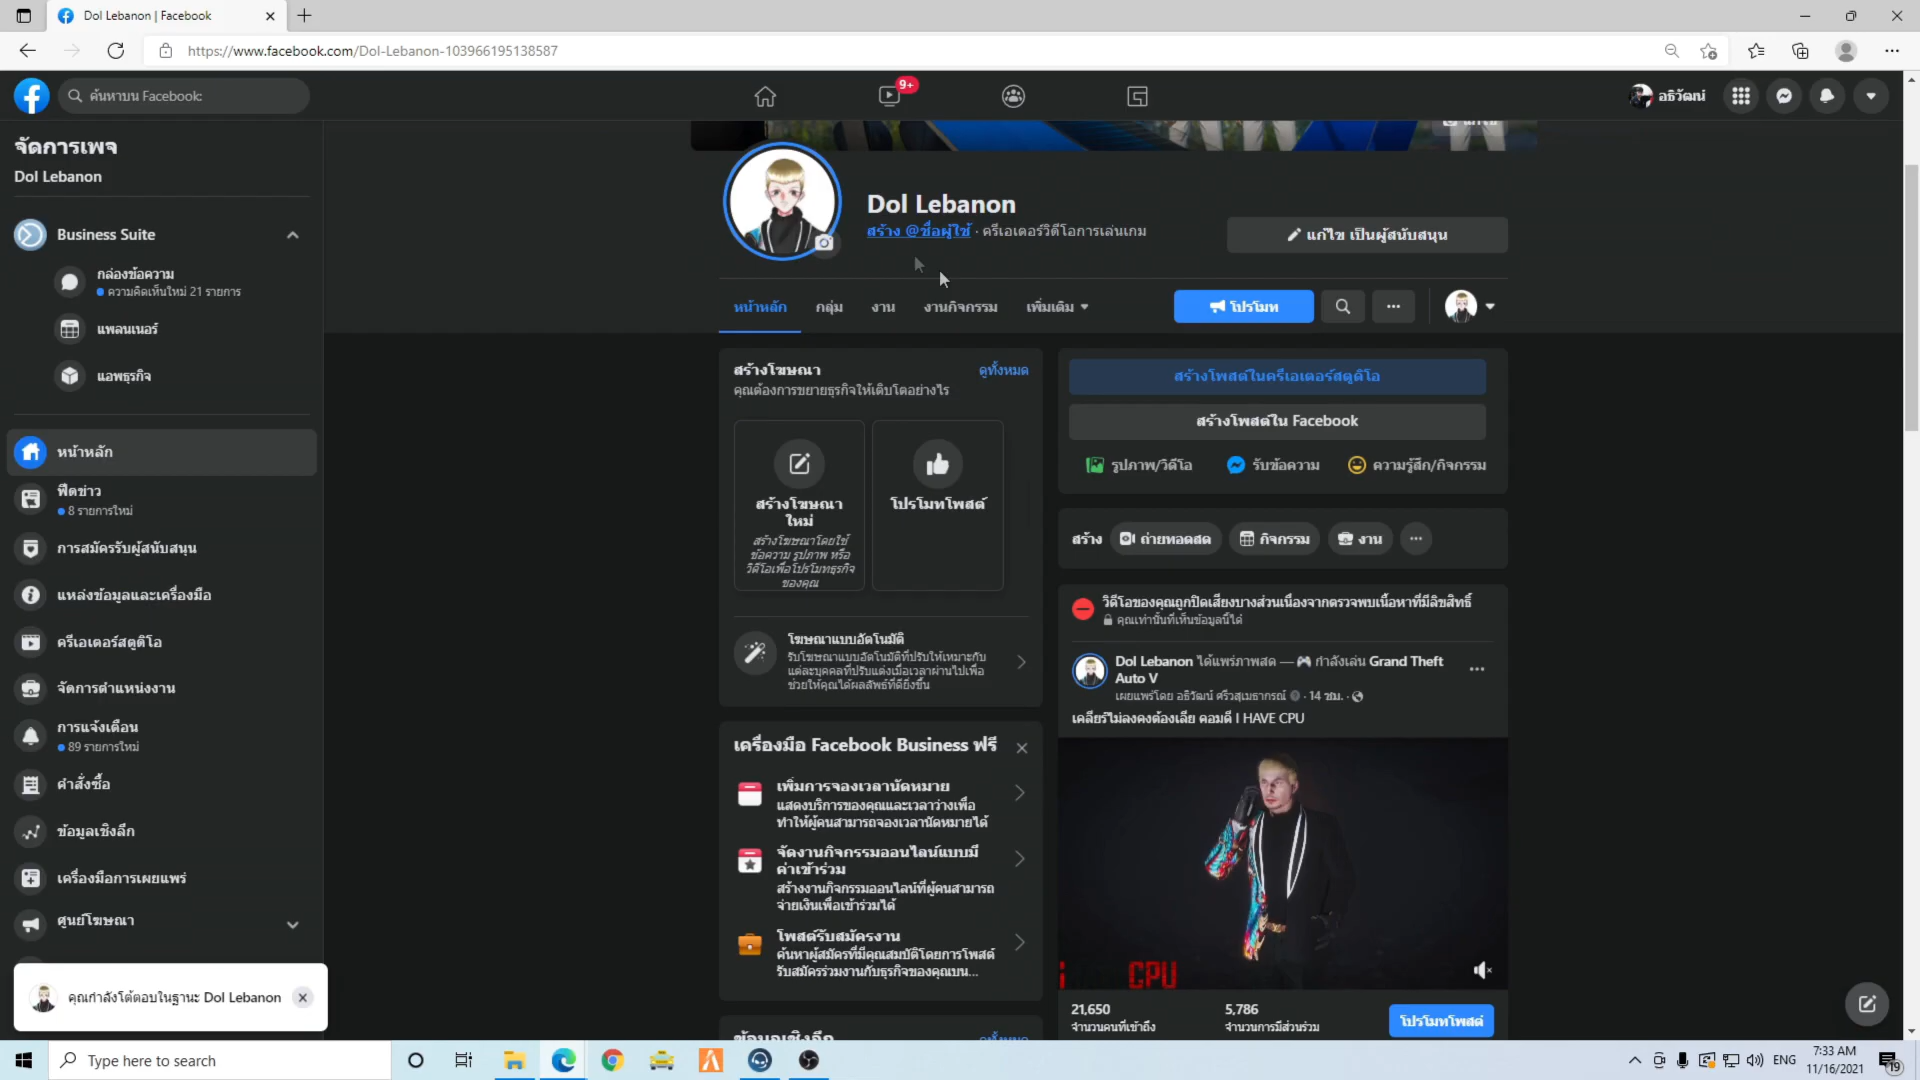 Dol Lebanon | Facebook
https://www.facebook.com/Dol-Lebanon-103966195138587
ค้นหาบน Facebook
9+
อธิวัฒน์
จัดการเพจ
Dol Lebanon
Business Suite
กล่องข้อความ
ความคิดเห็นใหม่ 21 รายการ
แพลนเนอร์
แอพธุรกิจ
หน้าหลัก
ฟีดข่าว
8 รายการใหม่
การสมัครรับผู้สนับสนุน
แหล่งข้อมูลและเครื่องมือ
ครีเอเตอร์สตูดิโอ
จัดการตำแหน่งงาน
การแจ้งเตือน
89 รายการใหม่
คำสั่งซื้อ
ข้อมูลเชิงลึก
เครื่องมือการเผยแพร่
ศูนย์โฆษณา
คุณกำลังโต้ตอบในฐานะ Dol Lebanon
แก้ไข
Dol Lebanon
สร้าง @ชื่อผู้ใช้ · ครีเอเตอร์วิดีโอการเล่นเกม
แก้ไข เป็นผู้สนับสนุน
หน้าหลัก กลุ่ม งาน งานกิจกรรม เพิ่มเติม
โปรโมท
สร้างโฆษณา ดูทั้งหมด
คุณต้องการขยายธุรกิจให้เติบโตอย่างไร
สร้างโฆษณา
ใหม่
สร้างโฆษณาโดยใช้
ข้อความ รูปภาพ หรือ
วิดีโอเพื่อโปรโมทธุรกิจ
ของคุณ
โปรโมทโพสต์
โฆษณาแบบอัตโนมัติ
รับโฆษณาแบบอัตโนมัติที่ปรับให้เหมาะกับ
แต่ละบุคคลที่ปรับแต่งเมื่อเวลาผ่านไปเพื่อ
ช่วยให้คุณได้ผลลัพธ์ที่ดียิ่งขึ้น
เครื่องมือ Facebook Business ฟรี
เพิ่มการจองเวลานัดหมาย
แสดงบริการของคุณและเวลาว่างเพื่อ
ทำให้ผู้คนสามารถจองเวลานัดหมายได้
จัดงานกิจกรรมออนไลน์แบบมี
ค่าเข้าร่วม
สร้างงานกิจกรรมออนไลน์ที่ผู้คนสามารถ
จ่ายเงินเพื่อเข้าร่วมได้
โพสต์รับสมัครงาน
ค้นหาผู้สมัครที่มีคุณสมบัติโดยการโพสต์
รับสมัครร่วมงานกับธุรกิจของคุณบน...
ข้อมูลเชิงลึก ดูทั้งหมด
สร้างโพสต์ในครีเอเตอร์สตูดิโอ
สร้างโพสต์ใน Facebook
รูปภาพ/วิดีโอ รับข้อความ ความรู้สึก/กิจกรรม
สร้าง ถ่ายทอดสด กิจกรรม งาน
วิดีโอของคุณถูกปิดเสียงบางส่วนเนื่องจากตรวจพบเนื้อหาที่มีลิขสิทธิ์
คุณเท่านั้นที่เห็นข้อมูลนี้ได้
Dol Lebanon ได้แพร่ภาพสด — กำลังเล่น Grand Theft
Auto V
เผยแพร่โดย อธิวัฒน์ ศรีวสุเมธากรณ์ · 14 ชม. ·
เคลียร์ไม่ลงคงต้องเลีย คอมดี I HAVE CPU
CPU
21,650
จำนวนคนที่เข้าถึง
5,786
จำนวนการมีส่วนร่วม
โปรโมทโพสต์
Type here to search
ENG
7:33 AM
11/16/2021
19